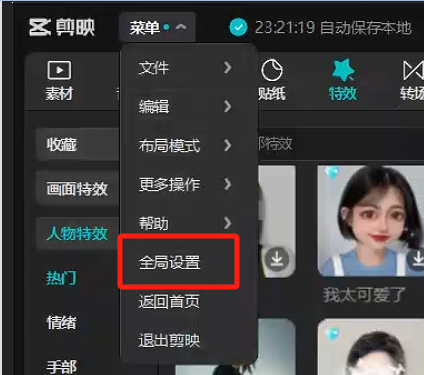 剪映
菜单
23:21:19 自动保存本地
素材
贴纸
特效
转场
文件
编辑
布局模式
更多操作
帮助
全局设置
返回首页
退出剪映
收藏
画面特效
人物特效
热门
情绪
手部
部特效
我太可爱了